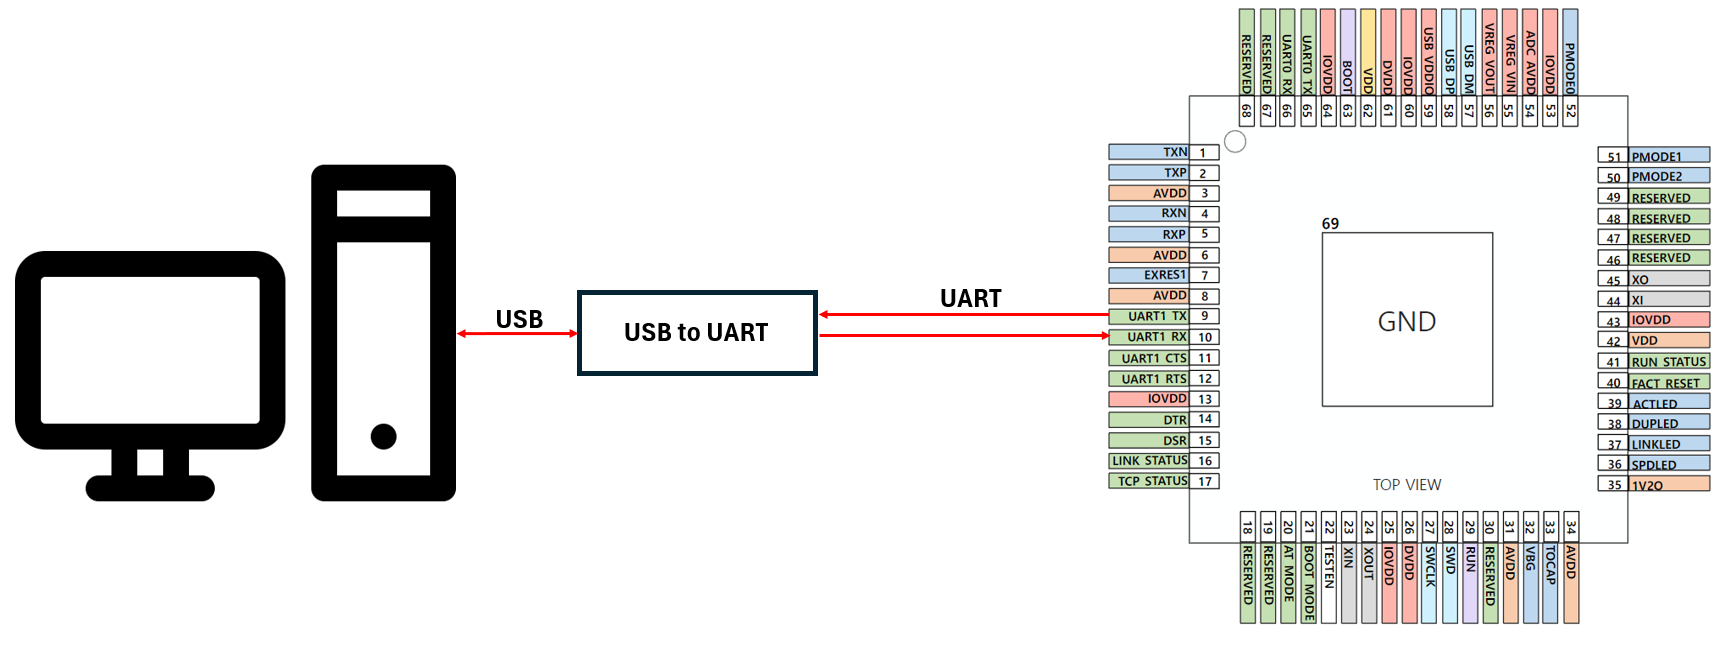 USB
USB to UART
UART
68 RESERVED
67 RESERVED
66 UART0 RX
65 UART0 TX
64 IOVDD
63 BOOT
62 VDD
61 DVDD
60 IOVDD
59 USB VDDIO
58 USB DP
57 USB DM
56 VREG VOUT
55 VREG VIN
54 ADC AVDD
53 IOVDD
52 PMODE0
TXN 1
TXP 2
AVDD 3
RXN 4
RXP 5
AVDD 6
EXRES1 7
AVDD 8
UART1 TX 9
UART1 RX 10
UART1 CTS 11
UART1 RTS 12
IOVDD 13
DTR 14
DSR 15
LINK STATUS 16
TCP STATUS 17
69
GND
TOP VIEW
51 PMODE1
50 PMODE2
49 RESERVED
48 RESERVED
47 RESERVED
46 RESERVED
45 XO
44 XI
43 IOVDD
42 VDD
41 RUN STATUS
40 FACT RESET
39 ACTLED
38 DUPLED
37 LINKLED
36 SPDLED
35 1V2O
18 RESERVED
19 RESERVED
20 AT MODE
21 BOOT MODE
22 TESTEN
23 XIN
24 XOUT
25 IOVDD
26 DVDD
27 SWCLK
28 SWD
29 RUN
30 RESERVED
31 AVDD
32 VBG
33 TOCAP
34 AVDD